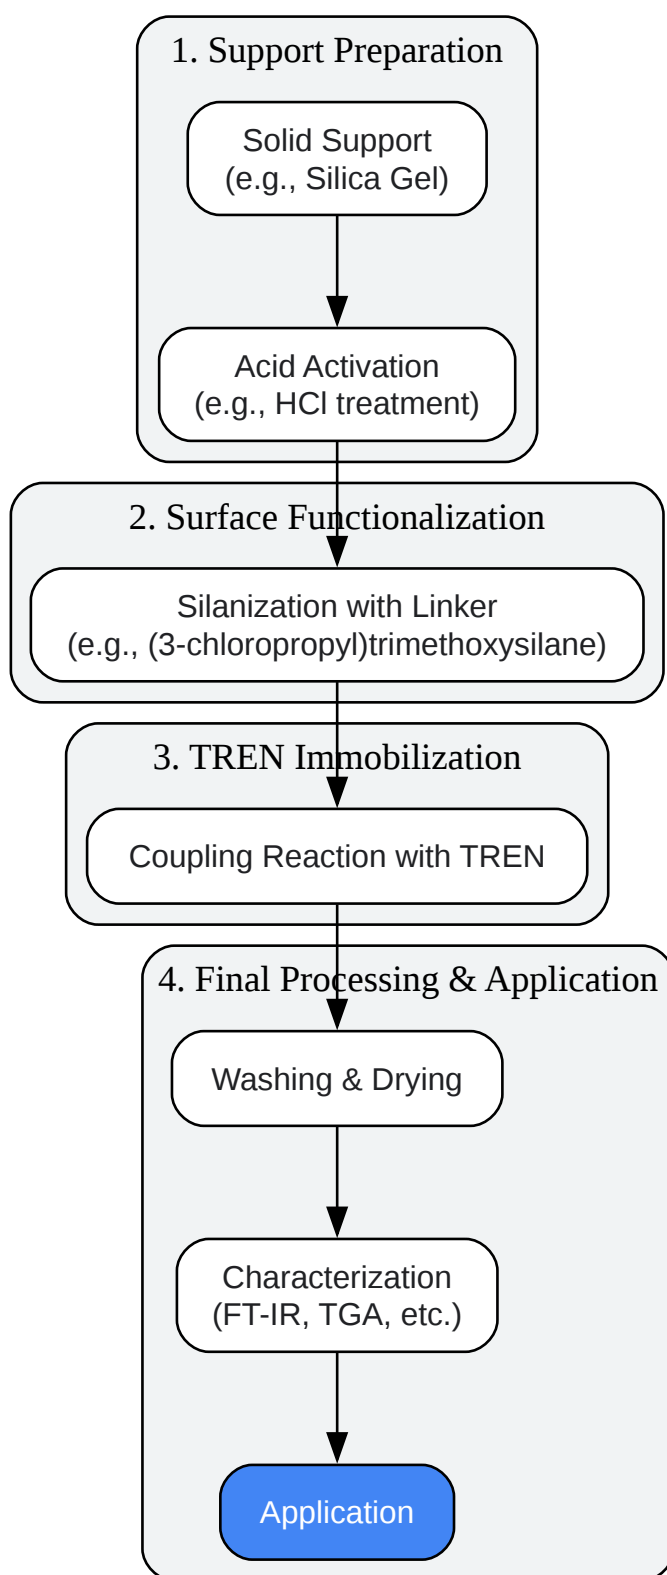 1. Support Preparation
Solid Support
(e.g., Silica Gel)
Acid Activation
(e.g., HCl treatment)
2. Surface Functionalization
Silanization with Linker
(e.g., (3-chloropropyl)trimethoxysilane)
3. TREN Immobilization
Coupling Reaction with TREN
4. Final Processing & Application
Washing & Drying
Characterization
(FT-IR, TGA, etc.)
Application